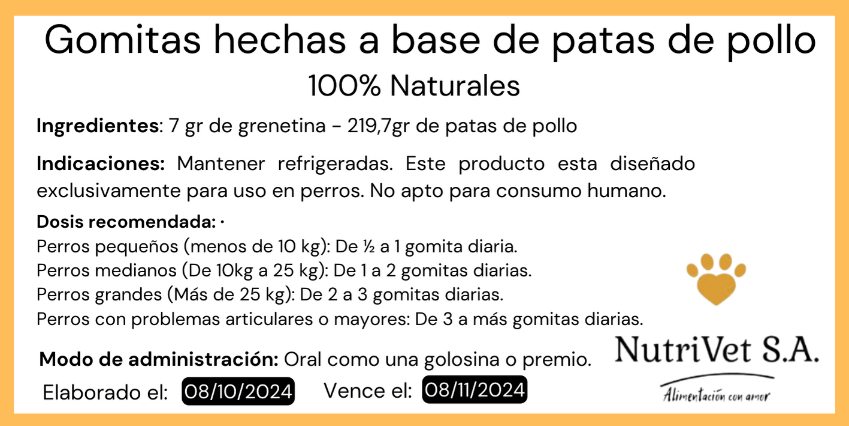 Gomitas hechas a base de patas de pollo
100% Naturales
Ingredientes: 7 gr de grenetina - 219,7gr de patas de pollo
Indicaciones: Mantener refrigeradas. Este producto esta diseñado
exclusivamente para uso en perros. No apto para consumo humano.
Dosis recomendada: ·
Perros pequeños (menos de 10 kg): De ½ a 1 gomita diaria.
Perros medianos (De 10kg a 25 kg): De 1 a 2 gomitas diarias.
Perros grandes (Más de 25 kg): De 2 a 3 gomitas diarias.
Perros con problemas articulares o mayores: De 3 a más gomitas diarias.
Modo de administración: Oral como una golosina o premio.
Elaborado el: 08/10/2024 Vence el: 08/11/2024
NutriVet S.A.
Alimentación con amor